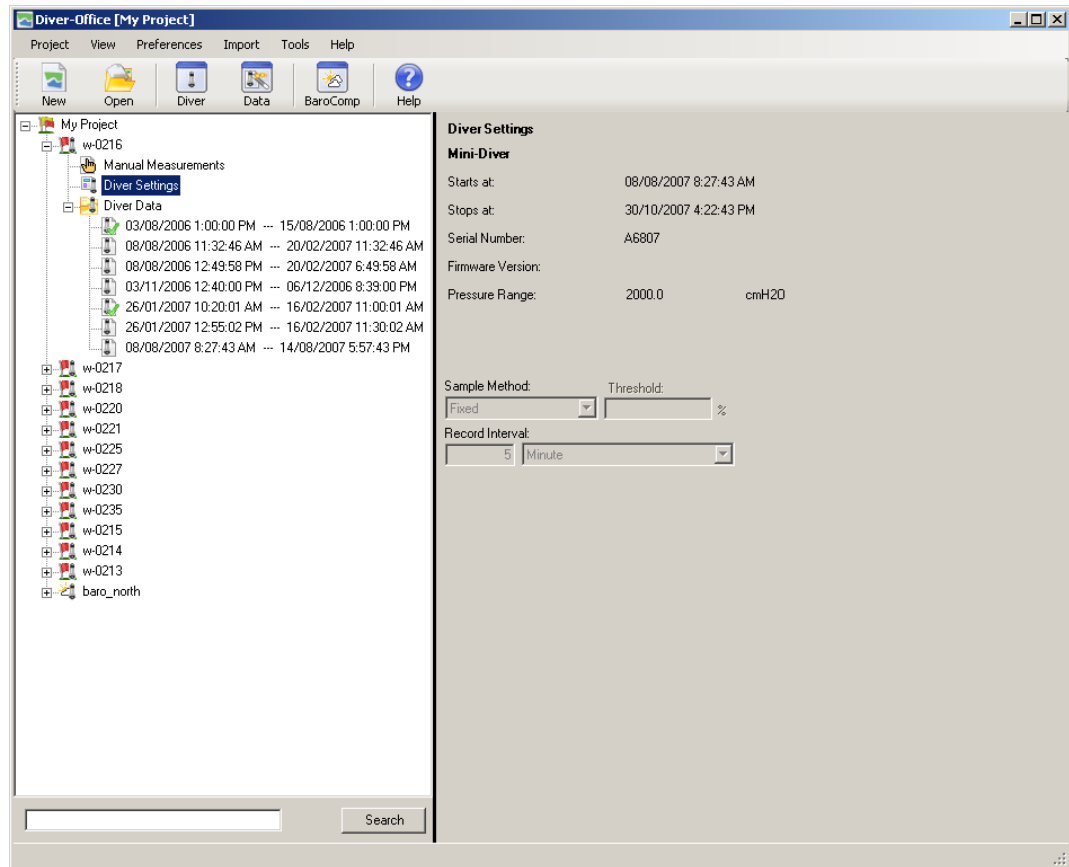 Diver-Office [My Project]
Project View Preferences Import Tools Help
New Open Diver Data BaroComp Help
My Project
w-0216
Manual Measurements
Diver Settings
Diver Data
03/08/2006 1:00:00 PM --- 15/08/2006 1:00:00 PM
08/08/2006 11:32:46 AM --- 20/02/2007 11:32:46 AM
08/08/2006 12:49:58 PM --- 20/02/2007 6:49:58 AM
03/11/2006 12:40:00 PM --- 06/12/2006 8:39:00 PM
26/01/2007 10:20:01 AM --- 16/02/2007 11:00:01 AM
26/01/2007 12:55:02 PM --- 16/02/2007 11:30:02 AM
08/08/2007 8:27:43 AM --- 14/08/2007 5:57:43 PM
w-0217
w-0218
w-0220
w-0221
w-0225
w-0227
w-0230
w-0235
w-0215
w-0214
w-0213
baro_north
Search
Diver Settings
Mini-Diver
Starts at: 08/08/2007 8:27:43 AM
Stops at: 30/10/2007 4:22:43 PM
Serial Number: A6807
Firmware Version:
Pressure Range: 2000.0 cmH2O
Sample Method: Threshold:
Fixed %
Record Interval:
5 Minute